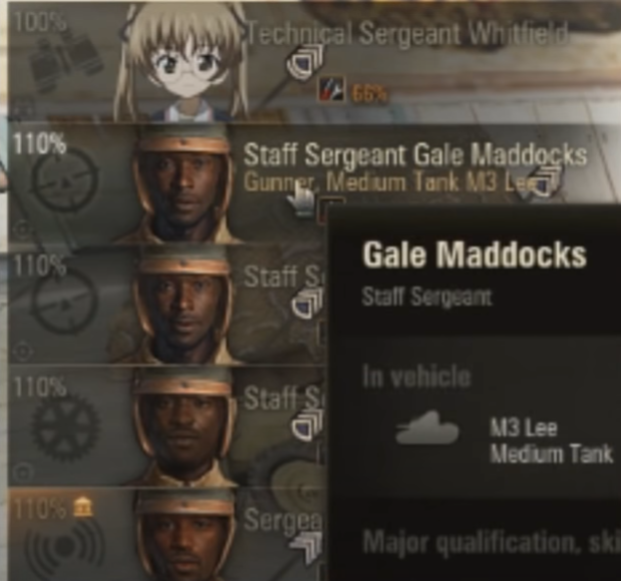 100%
Technical Sergeant Whitfield
66%
110%
Staff Sergeant Gale Maddocks
Gunner, Medium Tank M3 Lee
Gale Maddocks
Staff Sergeant
110%
Staff S
In vehicle
M3 Lee
Medium Tank
110%
Staff S
110%
Sergea
Major qualification, ski